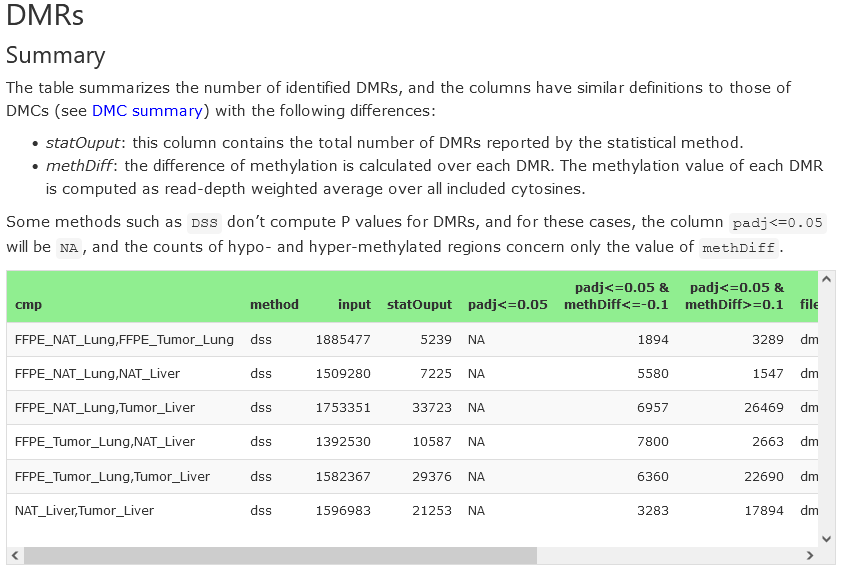 DMRs
Summary
The table summarizes the number of identified DMRs, and the columns have similar definitions to those of
DMCs (see DMC summary) with the following differences:
• statOuput: this column contains the total number of DMRs reported by the statistical method.
• methDiff: the difference of methylation is calculated over each DMR. The methylation value of each DMR
is computed as read-depth weighted average over all included cytosines.
Some methods such as DSS don’t compute P values for DMRs, and for these cases, the column padj<=0.05
will be NA, and the counts of hypo- and hyper-methylated regions concern only the value of methDiff.
padj<=0.05 & padj<=0.05 &
cmp method input statOuput padj<=0.05 methDiff<=-0.1 methDiff>=0.1 file
FFPE_NAT_Lung,FFPE_Tumor_Lung dss 1885477 5239 NA 1894 3289 dm
FFPE_NAT_Lung,NAT_Liver dss 1509280 7225 NA 5580 1547 dm
FFPE_NAT_Lung,Tumor_Liver dss 1753351 33723 NA 6957 26469 dm
FFPE_Tumor_Lung,NAT_Liver dss 1392530 10587 NA 7800 2663 dm
FFPE_Tumor_Lung,Tumor_Liver dss 1582367 29376 NA 6360 22690 dm
NAT_Liver,Tumor_Liver dss 1596983 21253 NA 3283 17894 dm